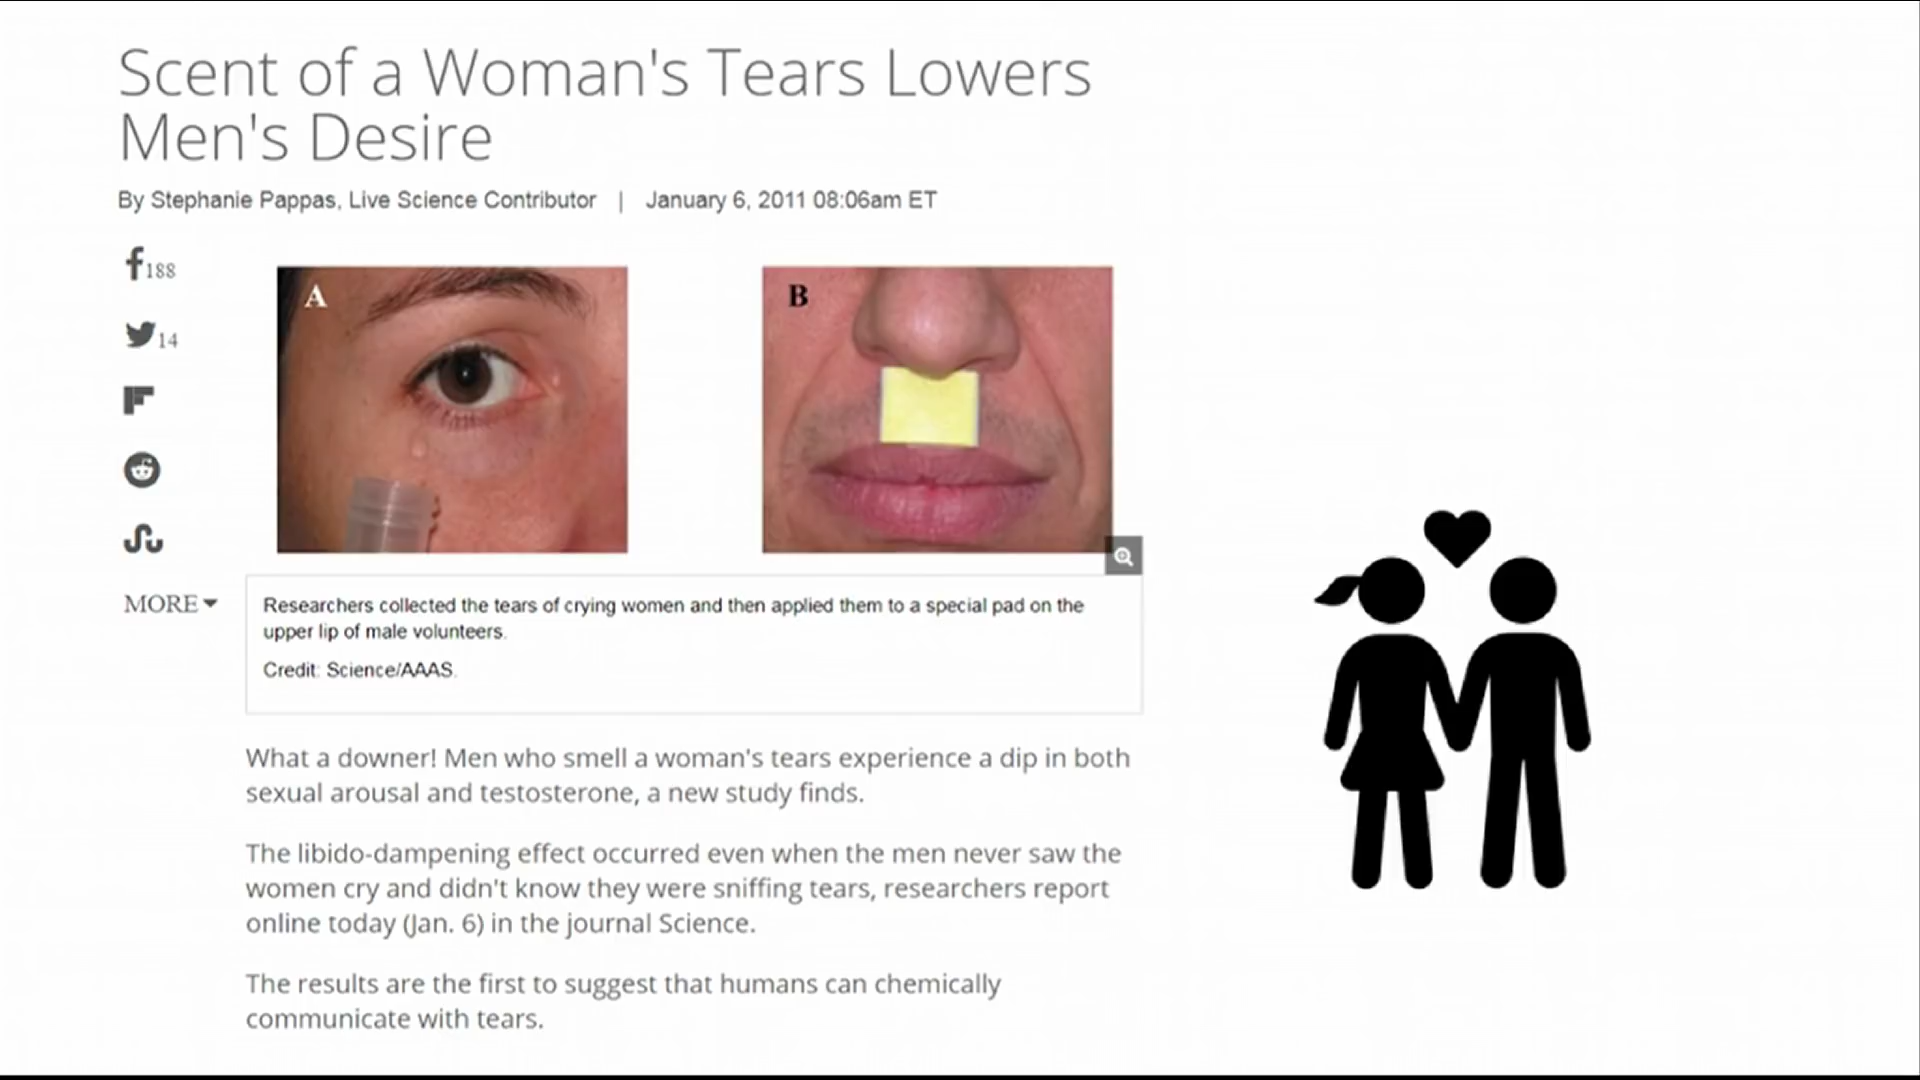 Scent of a Woman's Tears Lowers
Men's Desire
By Stephanie Pappas, Live Science Contributor | January 6, 2011 08:06am ET
188
14
MORE
A
B
Researchers collected the tears of crying women and then applied them to a special pad on the
upper lip of male volunteers.
Credit: Science/AAAS.
What a downer! Men who smell a woman's tears experience a dip in both
sexual arousal and testosterone, a new study finds.
The libido-dampening effect occurred even when the men never saw the
women cry and didn't know they were sniffing tears, researchers report
online today (Jan. 6) in the journal Science.
The results are the first to suggest that humans can chemically
communicate with tears.